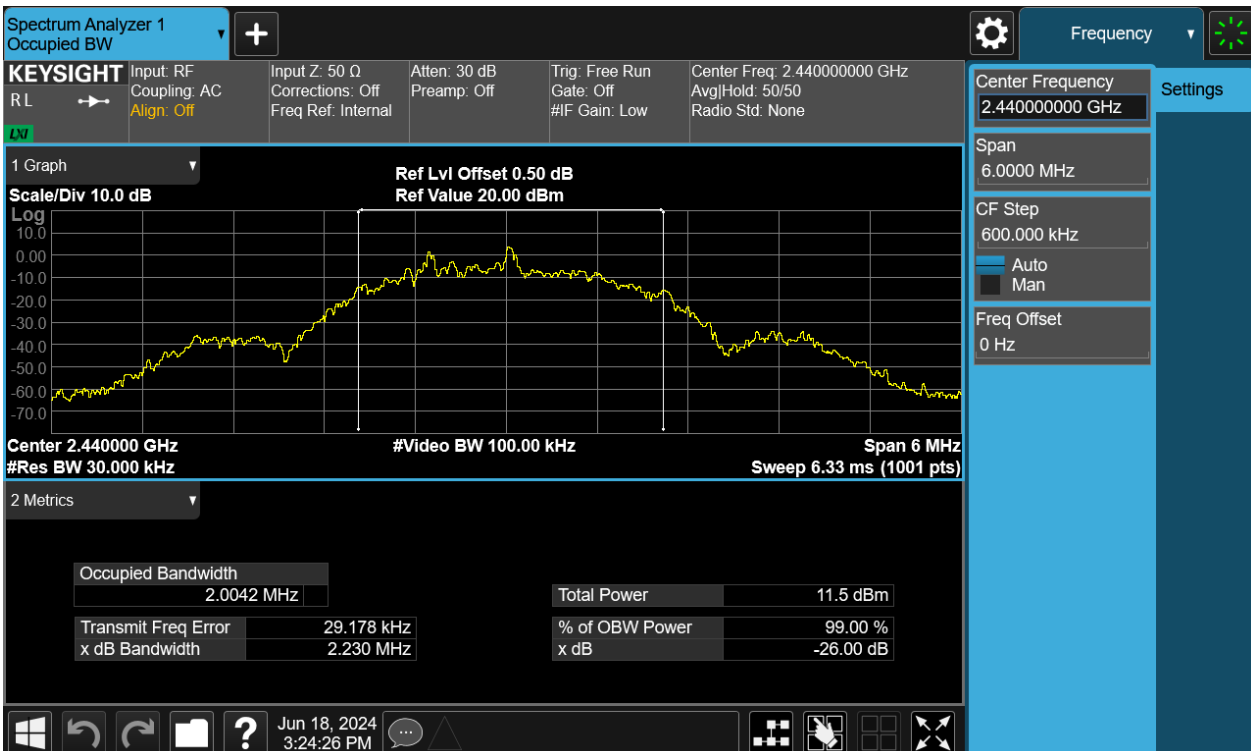 Spectrum Analyzer 1
Occupied BW
+
Frequency
KEYSIGHT
R L
LXI
Input: RF
Coupling: AC
Align: Off
Input Z: 50 Ω
Corrections: Off
Freq Ref: Internal
Atten: 30 dB
Preamp: Off
Trig: Free Run
Gate: Off
#IF Gain: Low
Center Freq: 2.440000000 GHz
Avg|Hold: 50/50
Radio Std: None
Center Frequency
2.440000000 GHz
Settings
Span
6.0000 MHz
CF Step
600.000 kHz
Auto
Man
Freq Offset
0 Hz
1 Graph
Scale/Div 10.0 dB
Ref Lvl Offset 0.50 dB
Ref Value 20.00 dBm
Log
10.0
0.00
-10.0
-20.0
-30.0
-40.0
-50.0
-60.0
-70.0
Center 2.440000 GHz
#Video BW 100.00 kHz
Span 6 MHz
#Res BW 30.000 kHz
Sweep 6.33 ms (1001 pts)
2 Metrics
Occupied Bandwidth
2.0042 MHz
Total Power 11.5 dBm
Transmit Freq Error 29.178 kHz
% of OBW Power 99.00 %
x dB Bandwidth 2.230 MHz
x dB -26.00 dB
?
Jun 18, 2024
3:24:26 PM